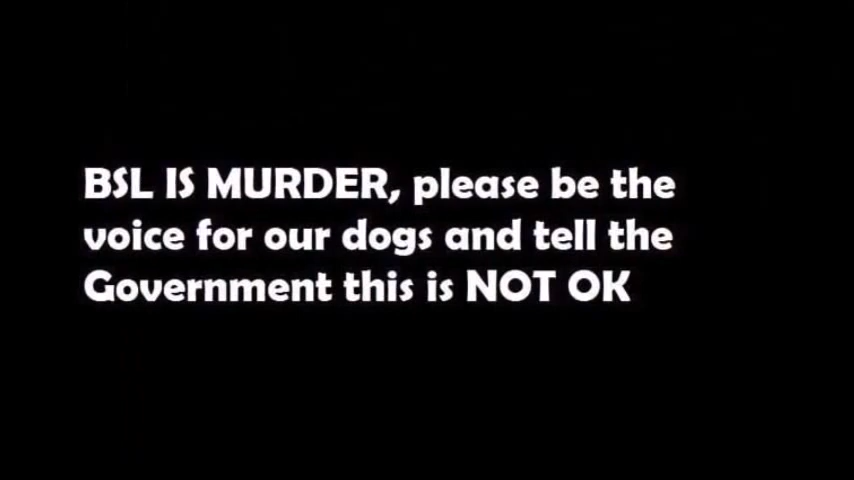 BSL IS MURDER, please be the
voice for our dogs and tell the
Government this is NOT OK